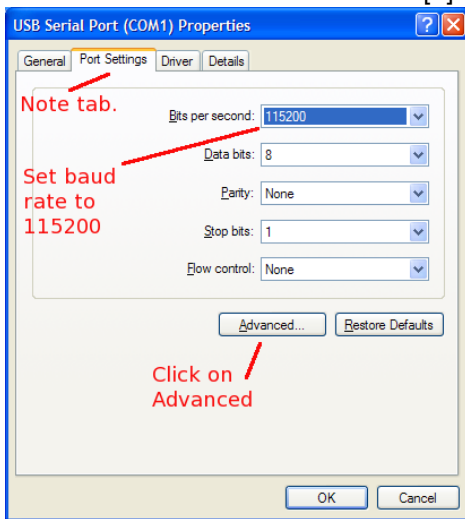 USB Serial Port (COM1) Properties
General Port Settings Driver Details
Note tab.
Bits per second: 115200
Data bits: 8
Set baud
rate to
115200
Parity: None
Stop bits: 1
Flow control: None
Advanced... Restore Defaults
Click on
Advanced
OK Cancel